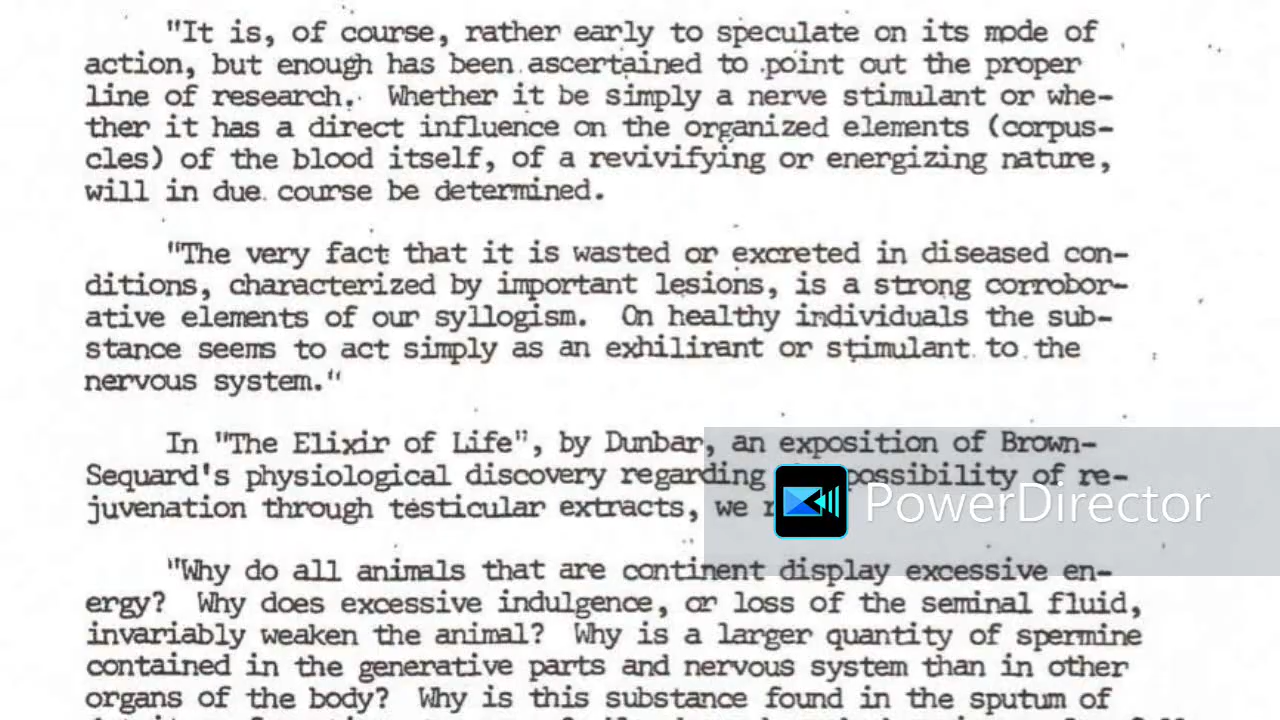 "It is, of course, rather early to speculate on its mode of
action, but enough has been ascertained to point out the proper
line of research. Whether it be simply a nerve stimulant or whe-
ther it has a direct influence on the organized elements (corpus-
cles) of the blood itself, of a revivifying or energizing nature,
will in due course be determined.
"The very fact that it is wasted or excreted in diseased con-
ditions, characterized by important lesions, is a strong corrobor-
ative elements of our syllogism. On healthy individuals the sub-
stance seems to act simply as an exhilirant or stimulant to the
nervous system."
In "The Elixir of Life", by Dunbar, an exposition of Brown-
Sequard's physiological discovery regarding possibility of re-
juvenation through testicular extracts, we
PowerDirector
"Why do all animals that are continent display excessive en-
ergy? Why does excessive indulgence, or loss of the seminal fluid,
invariably weaken the animal? Why is a larger quantity of spermine
contained in the generative parts and nervous system than in other
organs of the body? Why is this substance found in the sputum of